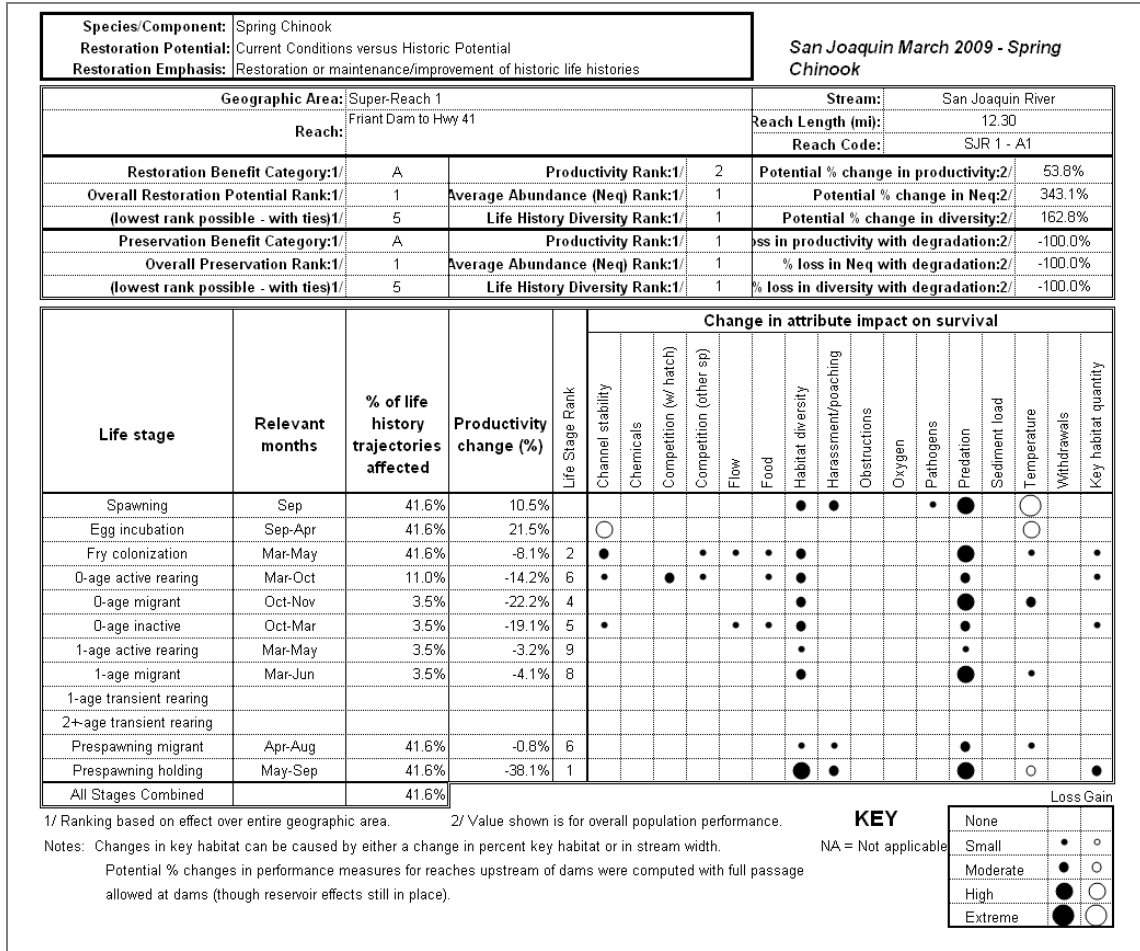 Species/Component: Spring Chinook
Restoration Potential: Current Conditions versus Historic Potential
Restoration Emphasis: Restoration or maintenance/improvement of historic life histories
San Joaquin March 2009 - Spring
Chinook
Geographic Area: Super-Reach 1 Stream: San Joaquin River
Reach: Friant Dam to Hwy 41 Reach Length (mi): 12.30
Reach Code: SJR 1 - A1
Restoration Benefit Category:1/ A Productivity Rank:1/ 2 Potential % change in productivity:2/ 53.8%
Overall Restoration Potential Rank:1/ 1 Average Abundance (Neq) Rank:1/ 1 Potential % change in Neq:2/ 343.1%
(lowest rank possible - with ties)1/ 5 Life History Diversity Rank:1/ 1 Potential % change in diversity:2/ 162.8%
Preservation Benefit Category:1/ A Productivity Rank:1/ 1 oss in productivity with degradation:2/ -100.0%
Overall Preservation Rank:1/ 1 Average Abundance (Neq) Rank:1/ 1 % loss in Neq with degradation:2/ -100.0%
(lowest rank possible - with ties)1/ 5 Life History Diversity Rank:1/ 1 % loss in diversity with degradation:2/ -100.0%
Change in attribute impact on survival
Life stage
Relevant
months
% of life
history
trajectories
affected
Productivity
change (%)
Life Stage Rank
Channel stability
Chemicals
Competition (w/ hatch)
Competition (other sp)
Flow
Food
Habitat diversity
Harassment/poaching
Obstructions
Oxygen
Pathogens
Predation
Sediment load
Temperature
Withdrawals
Key habitat quantity
Spawning Sep 41.6% 10.5%
Egg incubation Sep-Apr 41.6% 21.5%
Fry colonization Mar-May 41.6% -8.1% 2
0-age active rearing Mar-Oct 11.0% -14.2% 6
0-age migrant Oct-Nov 3.5% -22.2% 4
0-age inactive Oct-Mar 3.5% -19.1% 5
1-age active rearing Mar-May 3.5% -3.2% 9
1-age migrant Mar-Jun 3.5% -4.1% 8
1-age transient rearing
2+-age transient rearing
Prespawning migrant Apr-Aug 41.6% -0.8% 6
Prespawning holding May-Sep 41.6% -38.1% 1
All Stages Combined 41.6%
1/ Ranking based on effect over entire geographic area. 2/ Value shown is for overall population performance.
Notes: Changes in key habitat can be caused by either a change in percent key habitat or in stream width.
Potential % changes in performance measures for reaches upstream of dams were computed with full passage
allowed at dams (though reservoir effects still in place).
KEY
NA = Not applicable
Loss Gain
None
Small
Moderate
High
Extreme